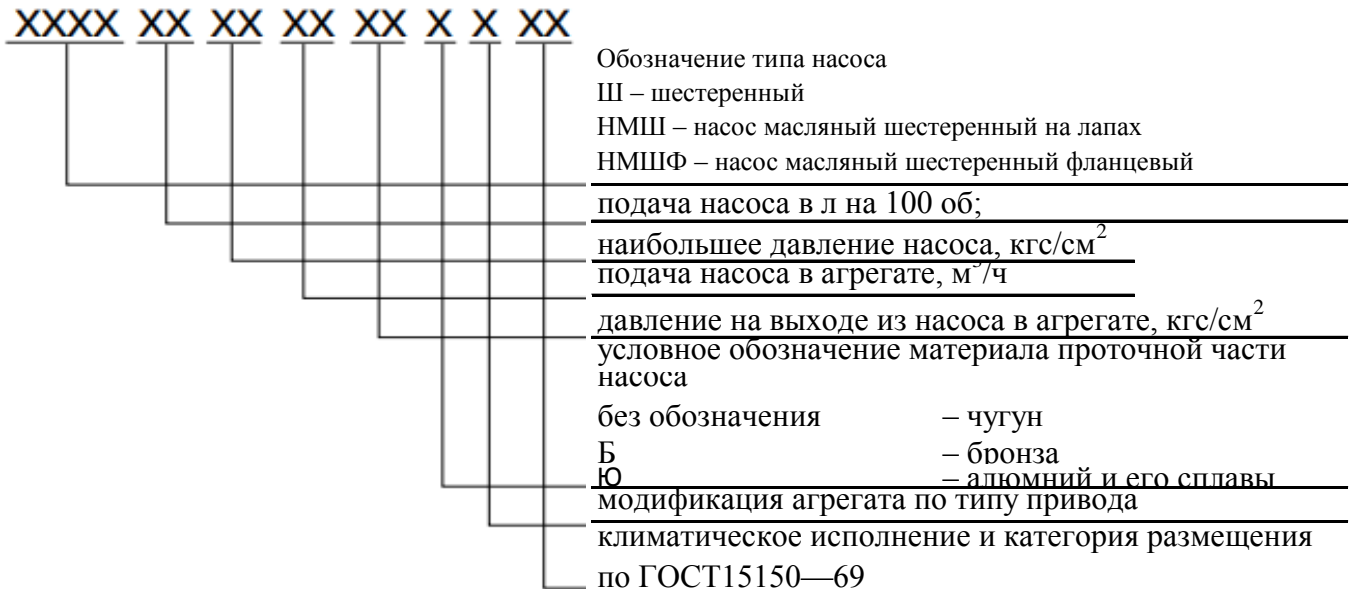 XXXX XX XX XX XX X X XX
Обозначение типа насоса
Ш – шестеренный
НМШ – насос масляный шестеренный на лапах
НМШФ – насос масляный шестеренный фланцевый
подача насоса в л на 100 об;
наибольшее давление насоса, кгс/см²
подача насоса в агрегате, м³/ч
давление на выходе из насоса в агрегате, кгс/см²
условное обозначение материала проточной части
насоса
без обозначения – чугун
Б – бронза
Ю – алюмний и его сплавы
модификация агрегата по типу привода
климатическое исполнение и категория размещения
по ГОСТ15150—69